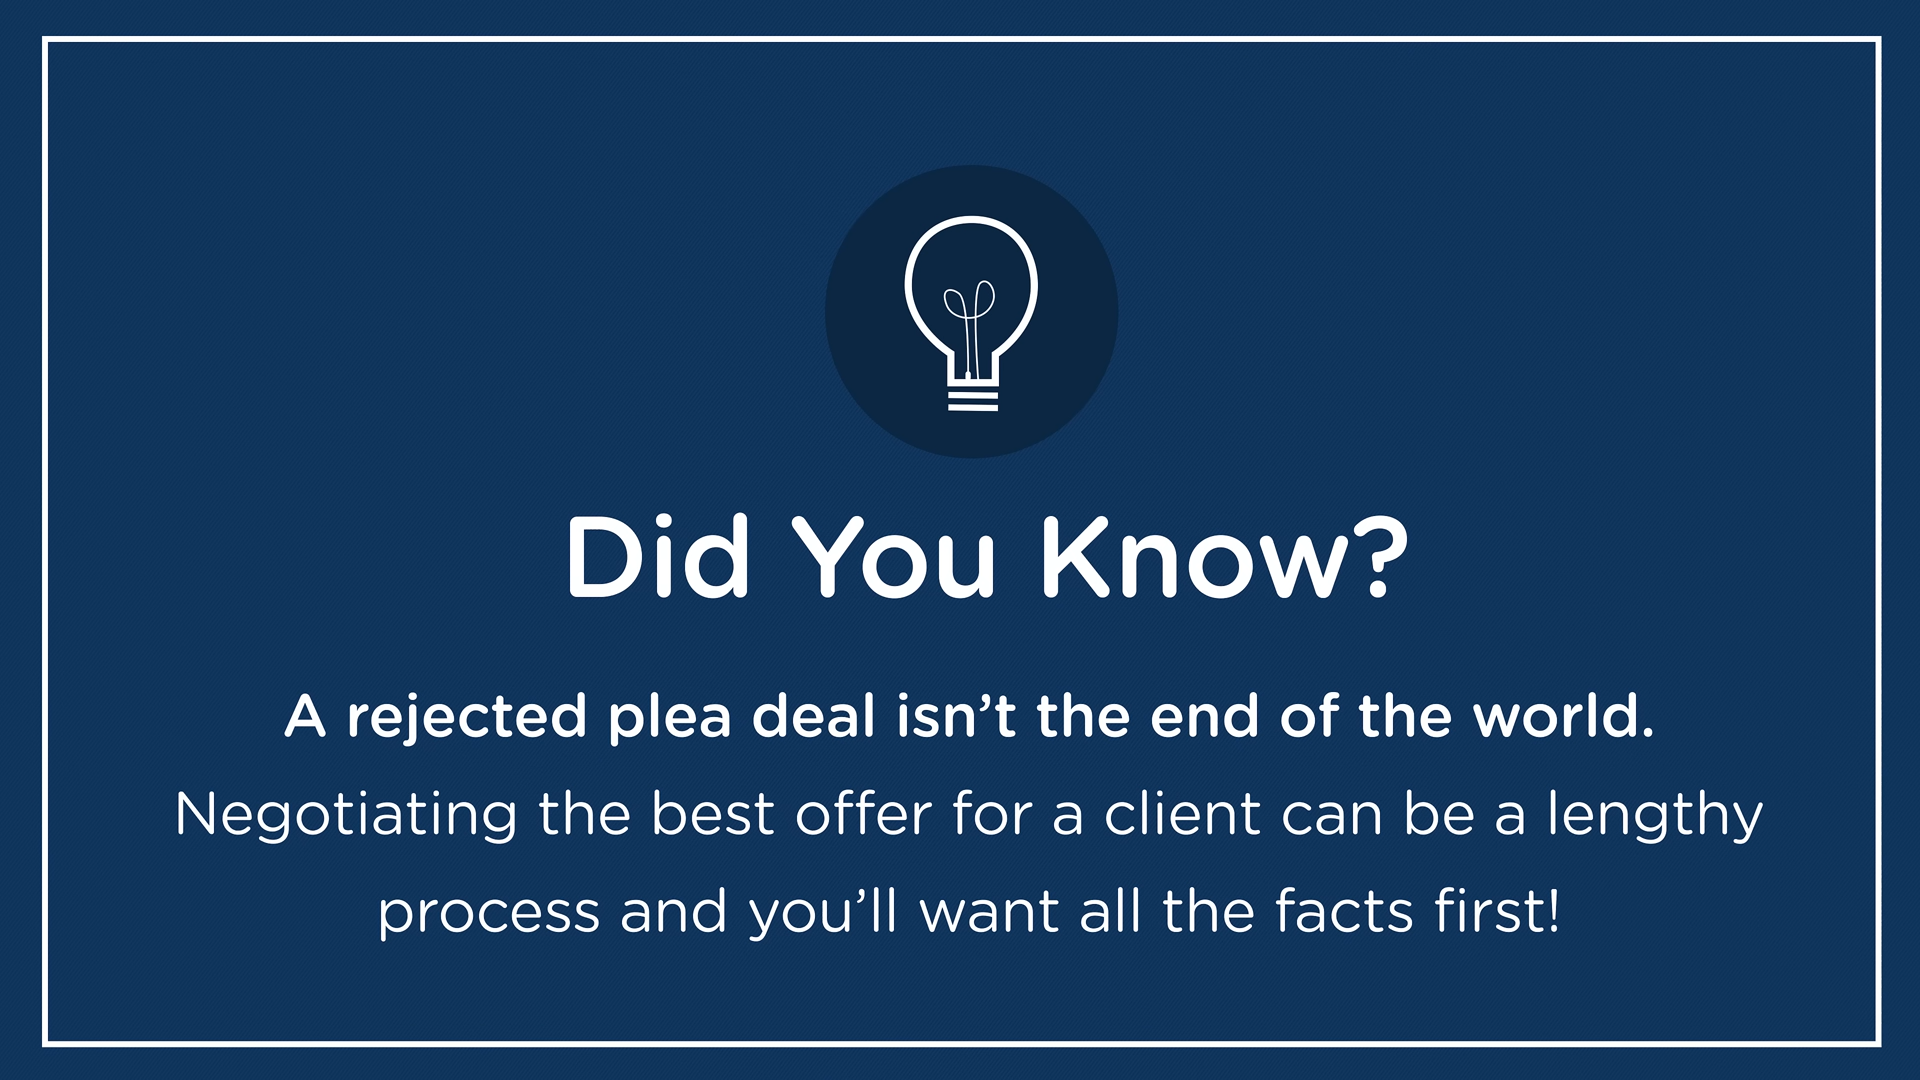 Did You Know?
A rejected plea deal isn’t the end of the world.
Negotiating the best offer for a client can be a lengthy
process and you’ll want all the facts first!